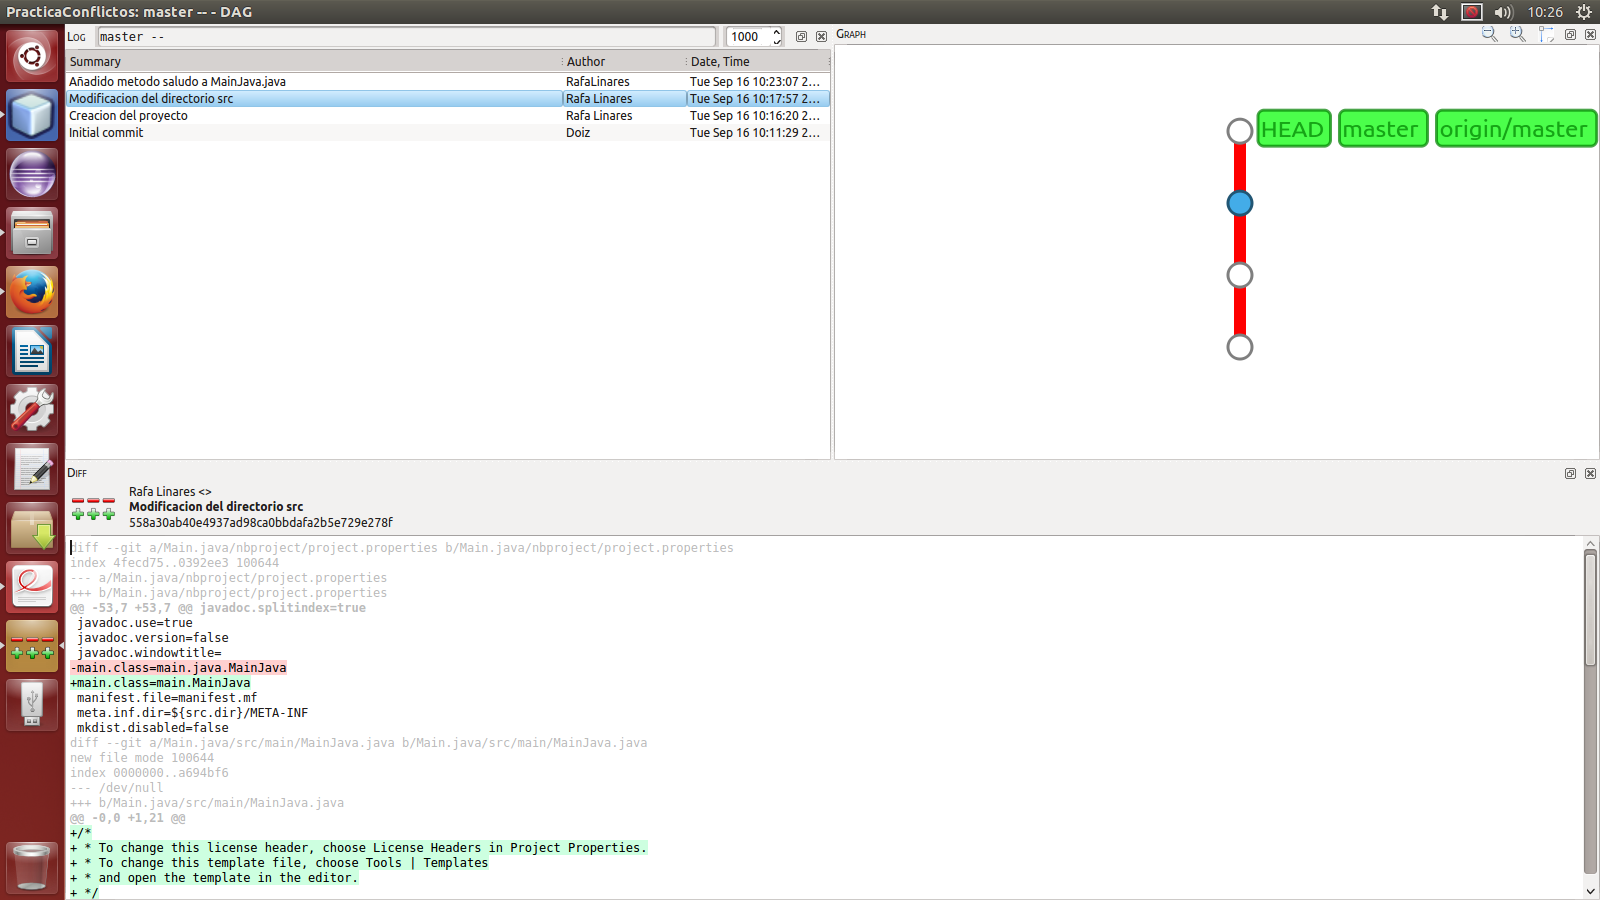 PracticaConflictos: master -- - DAG
10:26
Log
master --
1000
Graph
Summary
Author
Date, Time
Añadido metodo saludo a MainJava.java
RafaLinares
Tue Sep 16 10:23:07 2...
Modificacion del directorio src
Rafa Linares
Tue Sep 16 10:17:57 2...
Creacion del proyecto
Rafa Linares
Tue Sep 16 10:16:20 2...
Initial commit
Doiz
Tue Sep 16 10:11:29 2...
HEAD
master
origin/master
Diff
Rafa Linares <>
Modificacion del directorio src
558a30ab40e4937ad98ca0bbdafa2b5e729e278f
diff --git a/Main.java/nbproject/project.properties b/Main.java/nbproject/project.properties
index 4fecd75..0392ee3 100644
--- a/Main.java/nbproject/project.properties
+++ b/Main.java/nbproject/project.properties
@@ -53,7 +53,7 @@ javadoc.splitindex=true
javadoc.use=true
javadoc.version=false
javadoc.windowtitle=
-main.class=main.java.MainJava
+main.class=main.MainJava
manifest.file=manifest.mf
meta.inf.dir=${src.dir}/META-INF
mkdist.disabled=false
diff --git a/Main.java/src/main/MainJava.java b/Main.java/src/main/MainJava.java
new file mode 100644
index 0000000..a694bf6
--- /dev/null
+++ b/Main.java/src/main/MainJava.java
@@ -0,0 +1,21 @@
+/*
+ * To change this license header, choose License Headers in Project Properties.
+ * To change this template file, choose Tools | Templates
+ * and open the template in the editor.
+ */